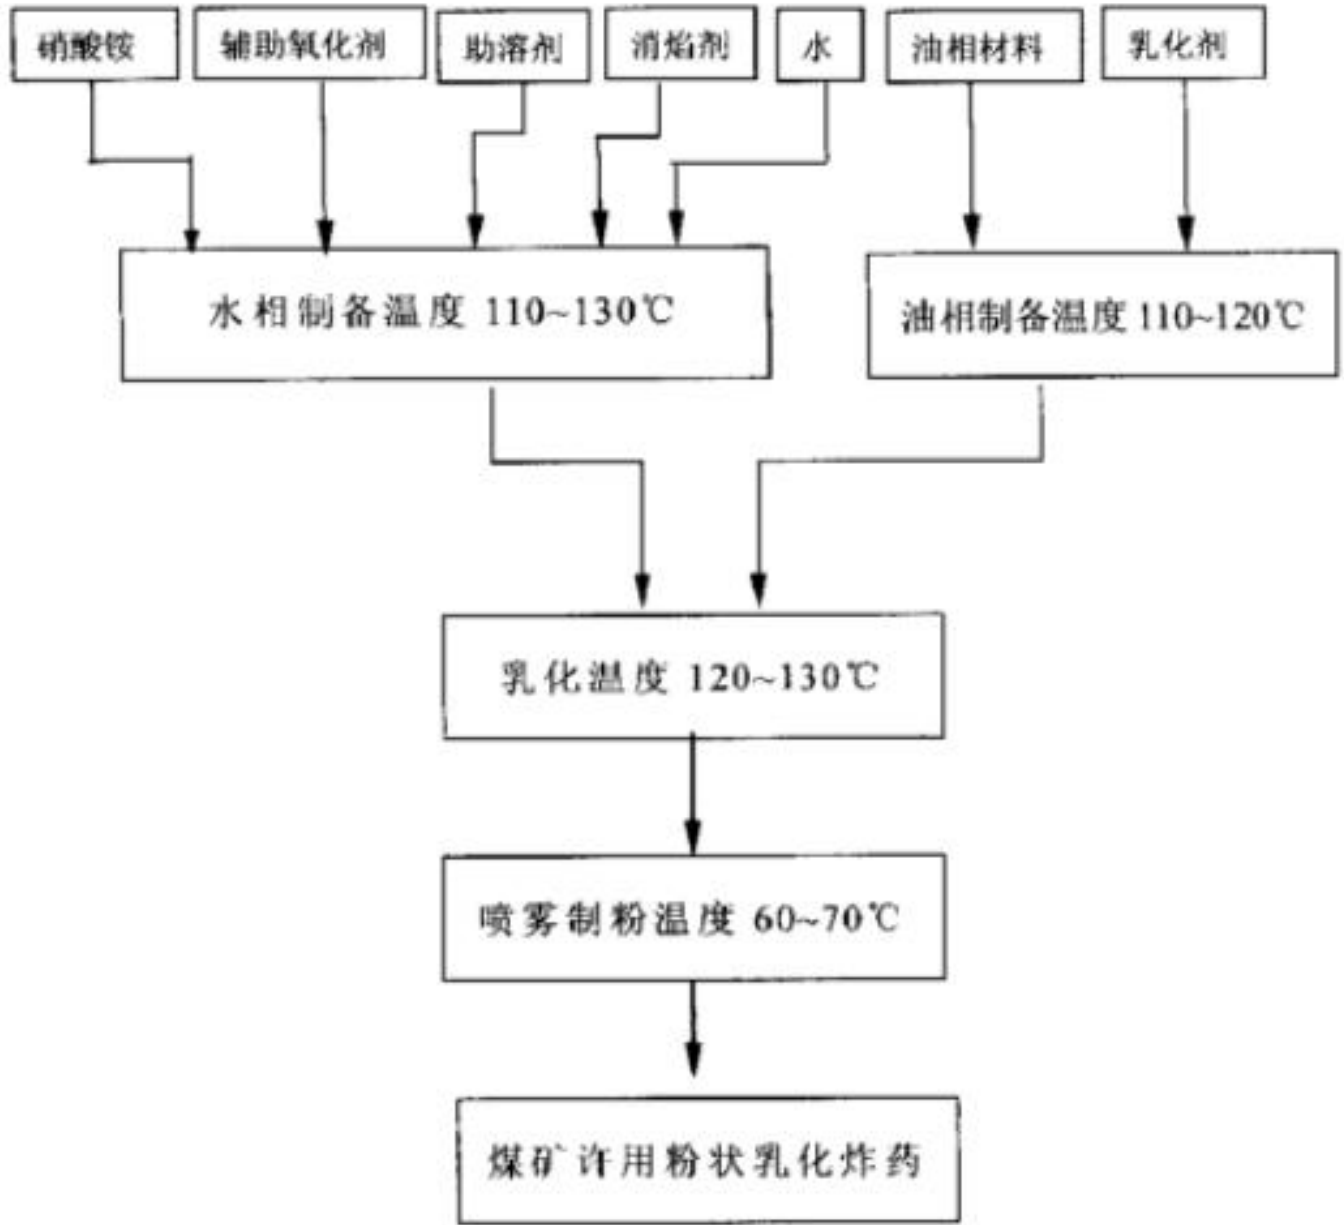 硝酸铵
辅助氧化剂
助溶剂
消焰剂
水
油相材料
乳化剂
水相制备温度 110~130℃
油相制备温度 110~120℃
乳化温度 120~130℃
喷雾制粉温度 60~70℃
煤矿许用粉状乳化炸药